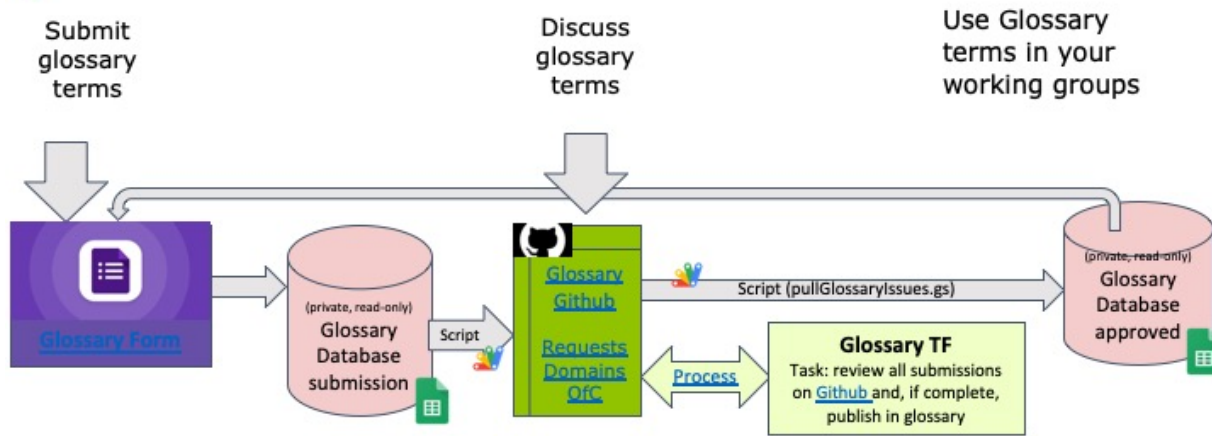 Submit
glossary
terms
Discuss
glossary
terms
Use Glossary
terms in your
working groups
Glossary Form
(private, read-only)
Glossary
Database
submission
Script
Glossary
Github
Requests
Domains
OfC
Script (pullGlossaryIssues.gs)
Process
Glossary TF
Task: review all submissions
on Github and, if complete,
publish in glossary
(private, read-only)
Glossary
Database
approved